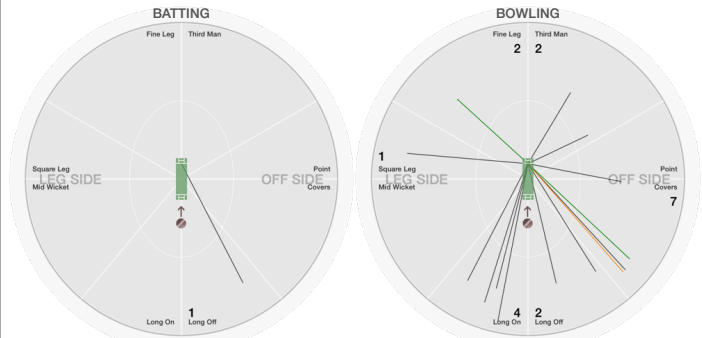 BATTING
Fine Leg Third Man
Square Leg Point
LEG SIDE OFF SIDE
Mid Wicket Covers
1
Long On Long Off
BOWLING
Fine Leg Third Man
2 2
1
Square Leg Point
LEG SIDE OFF SIDE
Mid Wicket Covers
7
4 2
Long On Long Off